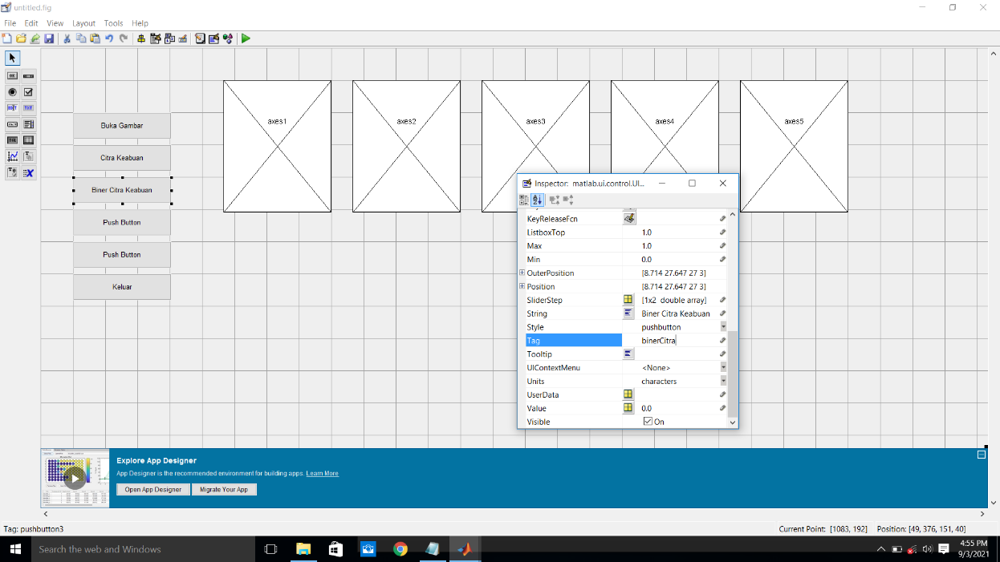 untitled.fig
File Edit View Layout Tools Help
OK
EDIT TXT
TGL
Buka Gambar
Citra Keabuan
Biner Citra Keabuan
Push Button
Push Button
Keluar
axes1
axes2
axes3
axes4
axes5
Inspector: matlab.ui.control.UI...
KeyReleaseFcn
ListboxTop 1.0
Max 1.0
Min 0.0
OuterPosition [8.714 27.647 27 3]
Position [8.714 27.647 27 3]
SliderStep [1x2 double array]
String Biner Citra Keabuan
Style pushbutton
Tag binerCitra
Tooltip
UIContextMenu <None>
Units characters
UserData
Value 0.0
Visible On
Explore App Designer
App Designer is the recommended environment for building apps. Learn More
Open App Designer Migrate Your App
Tag: pushbutton3
Current Point: [1083, 192] Position: [49, 376, 151, 40]
Search the web and Windows
4:55 PM
9/3/2021